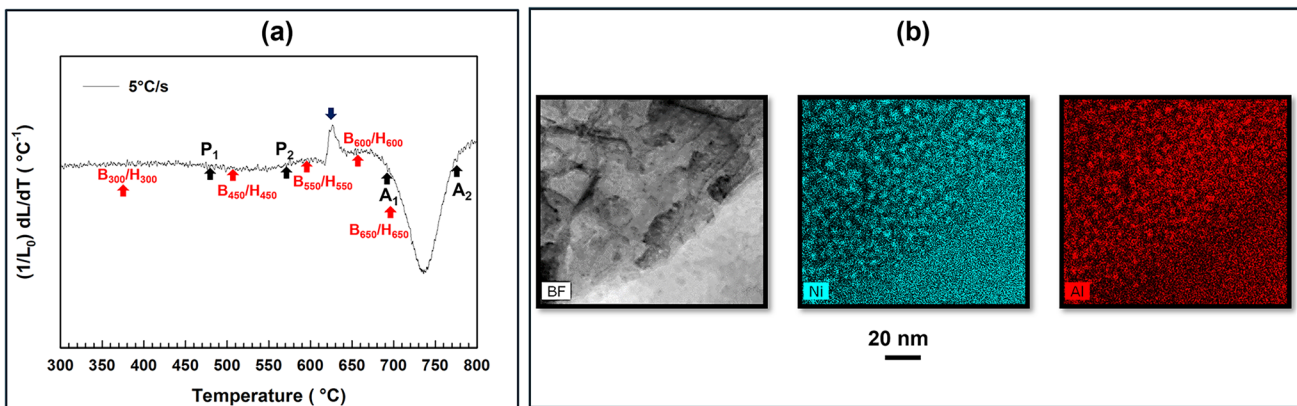 (a)
5°C/s
P₁
P₂
B₆₀₀/H₆₀₀
B₃₀₀/H₃₀₀
B₄₅₀/H₄₅₀
B₅₅₀/H₅₅₀
A₁
A₂
B₆₅₀/H₆₅₀
(1/L₀) dL/dT ( °C⁻¹)
300 350 400 450 500 550 600 650 700 750 800
Temperature ( °C)
(b)
BF
Ni
Al
20 nm